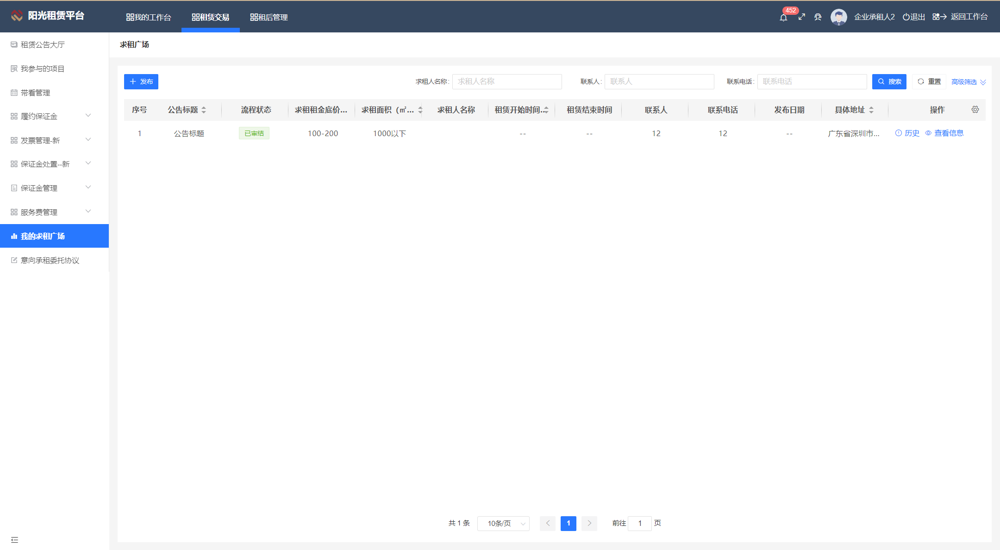 阳光租赁平台
我的工作台 租赁交易 租后管理
452
企业承租人2 退出 返回工作台
租赁公告大厅
我参与的项目
带看管理
履约保证金
发票管理-新
保证金处置--新
保证金管理
服务费管理
我的求租广场
意向承租委托协议
求租广场
发布 求租人名称: 求租人名称 联系人: 联系人 联系电话: 联系电话 搜索 重置 高级筛选
序号 公告标题 流程状态 求租租金底价... 求租面积（㎡... 求租人名称 租赁开始时间... 租赁结束时间 联系人 联系电话 发布日期 具体地址 操作
1 公告标题 已审结 100-200 1000以下 -- -- 12 12 -- 广东省深圳市... 历史 查看信息
共 1 条 10条/页 1 前往 1 页